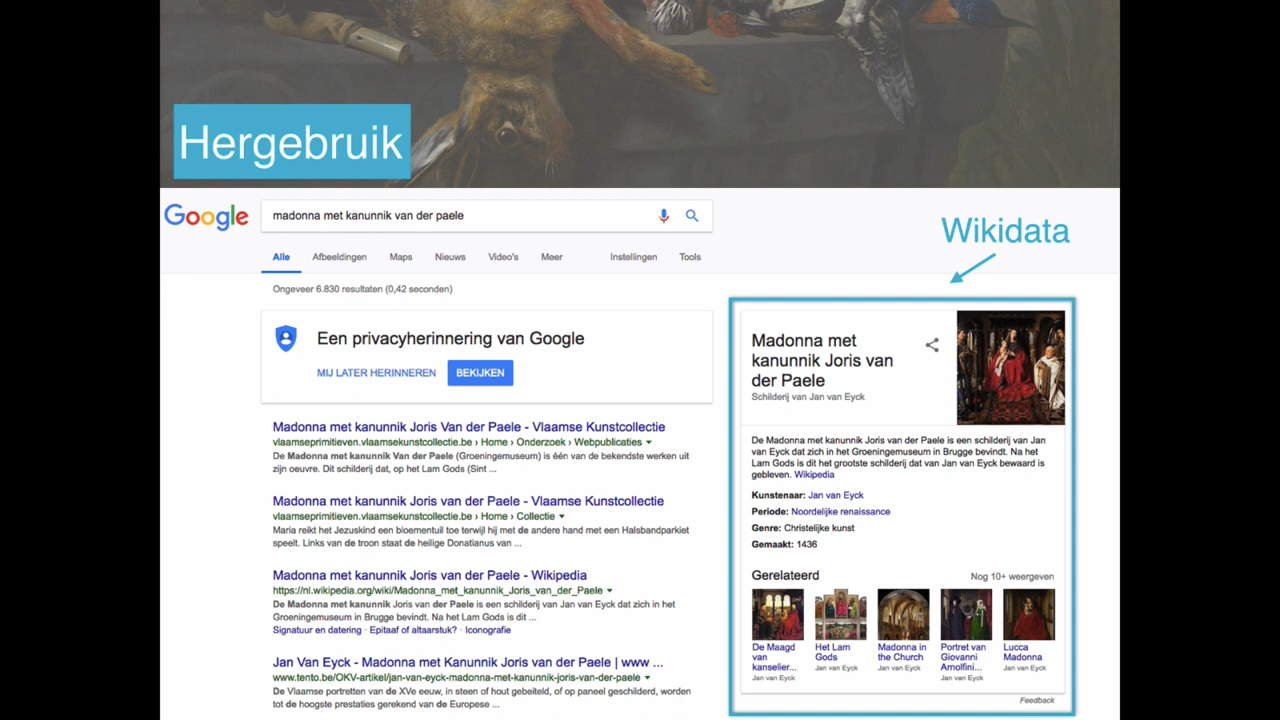 Hergebruik
Google
madonna met kanunnik van der paele
Alle Afbeeldingen Maps Nieuws Video's Meer Instellingen Tools
Ongeveer 6.830 resultaten (0,42 seconden)
Een privacyherinnering van Google
MIJ LATER HERINNEREN BEKIJKEN
Madonna met kanunnik Joris Van der Paele - Vlaamse Kunstcollectie
vlaamseprimitieven.vlaamsekunstcollectie.be › Home › Onderzoek › Webpublicaties
De Madonna met kanunnik Van der Paele (Groeningemuseum) is één van de bekendste werken uit
zijn oeuvre. Dit schilderij dat, op het Lam Gods (Sint ...
Madonna met kanunnik Joris van der Paele - Vlaamse Kunstcollectie
vlaamseprimitieven.vlaamsekunstcollectie.be › Home › Collectie
Maria reikt het Jezuskind een bloementuil toe terwijl hij met de andere hand met een Halsbandparkiet
speelt. Links van de troon staat de heilige Donatianus van ...
Madonna met kanunnik Joris van der Paele - Wikipedia
https://nl.wikipedia.org/wiki/Madonna_met_kanunnik_Joris_van_der_Paele
De Madonna met kanunnik Joris van der Paele is een schilderij van Jan van Eyck dat zich in het
Groeningemuseum in Brugge bevindt. Na het Lam Gods is dit ...
Signatuur en datering · Epitaaf of altaarstuk? · Iconografie
Jan Van Eyck - Madonna met Kanunnik Joris van der Paele | www ...
www.tento.be/OKV-artikel/jan-van-eyck-madonna-met-kanunnik-joris-van-der-paele
De Vlaamse portretten van de XVe eeuw, in steen of hout gebeiteld, of op paneel geschilderd, worden
tot de hoogste prestaties gerekend van de Europese ...
Wikidata
Madonna met
kanunnik Joris van
der Paele
Schilderij van Jan van Eyck
De Madonna met kanunnik Joris van der Paele is een schilderij van Jan
van Eyck dat zich in het Groeningemuseum in Brugge bevindt. Na het
Lam Gods is dit het grootste schilderij dat van Jan van Eyck bewaard is
gebleven. Wikipedia
Kunstenaar: Jan van Eyck
Periode: Noordelijke renaissance
Genre: Christelijke kunst
Gemaakt: 1436
Gerelateerd Nog 10+ weergeven
De Maagd
van
kanselier...
Jan van Eyck
Het Lam
Gods
Jan van Eyck
Madonna in
the Church
Jan van Eyck
Portret van
Giovanni
Arnolfini...
Jan van Eyck
Lucca
Madonna
Jan van Eyck
Feedback